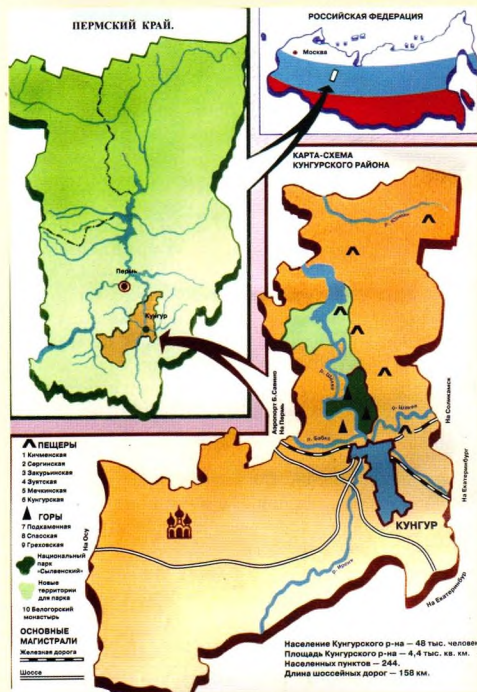 ПЕРМСКИЙ КРАЙ.
РОССИЙСКАЯ ФЕДЕРАЦИЯ
Москва
Пермь
Кунгур
КАРТА-СХЕМА
КУНГУРСКОГО РАЙОНА
Аэропорт Б. Савино
На Пермь
р. Бабка
На Соликамск
На Екатеринбург
КУНГУР
На Осу
р. Ирень
На Екатеринбур
ПЕЩЕРЫ
1 Кичменская
2 Сергинская
3 Закурьинская
4 Зуятская
5 Мечкинская
6 Кунгурская
ГОРЫ
7 Подкаменная
8 Спасская
9 Греховская
Национальный
парк
«Сылвенский»
Новые
территории
для парка
10 Белогорский
монастырь
ОСНОВНЫЕ
МАГИСТРАЛИ
Железная дорога
Шоссе
Население Кунгурского р-на — 48 тыс. человек
Площадь Кунгурского р-на — 4,4 тыс. кв. км.
Населенных пунктов — 244.
Длина шоссейных дорог — 158 км.